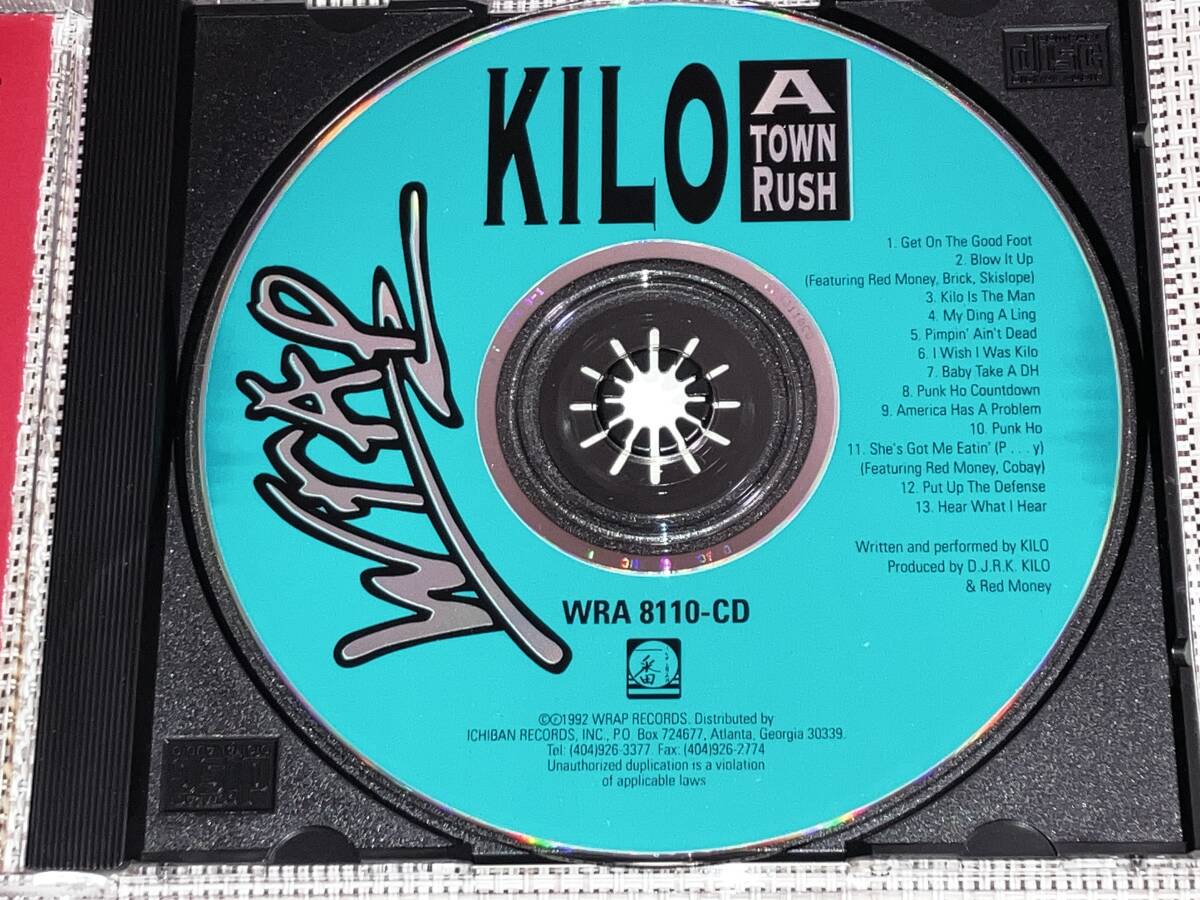 KILO
A
TOWN
RUSH
WRAP
1. Get On The Good Foot
2. Blow It Up
(Featuring Red Money, Brick, Skislope)
3. Kilo Is The Man
4. My Ding A Ling
5. Pimpin' Ain't Dead
6. I Wish I Was Kilo
7. Baby Take A DH
8. Punk Ho Countdown
9. America Has A Problem
10. Punk Ho
11. She's Got Me Eatin' (P . . . y)
(Featuring Red Money, Cobay)
12. Put Up The Defense
13. Hear What I Hear
Written and performed by KILO
Produced by D.J.R.K. KILO
& Red Money
WRA 8110-CD
一番
©℗1992 WRAP RECORDS. Distributed by
ICHIBAN RECORDS, INC., P.O. Box 724677, Atlanta, Georgia 30339.
Tel: (404)926-3377. Fax: (404)926-2774
Unauthorized duplication is a violation
of applicable laws
disc